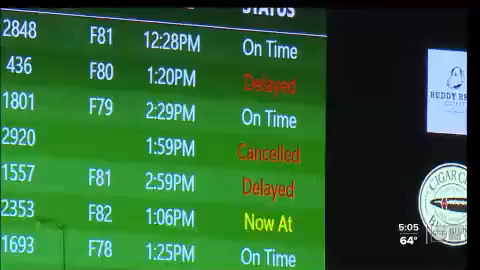 STATUS
2848 F81 12:28PM On Time
436 F80 1:20PM Delayed
1801 F79 2:29PM On Time
2920 1:59PM Cancelled
1557 F81 2:59PM Delayed
2353 F82 1:06PM Now At
1693 F78 1:25PM On Time
BUDDY
CIGAR
5:05
64°